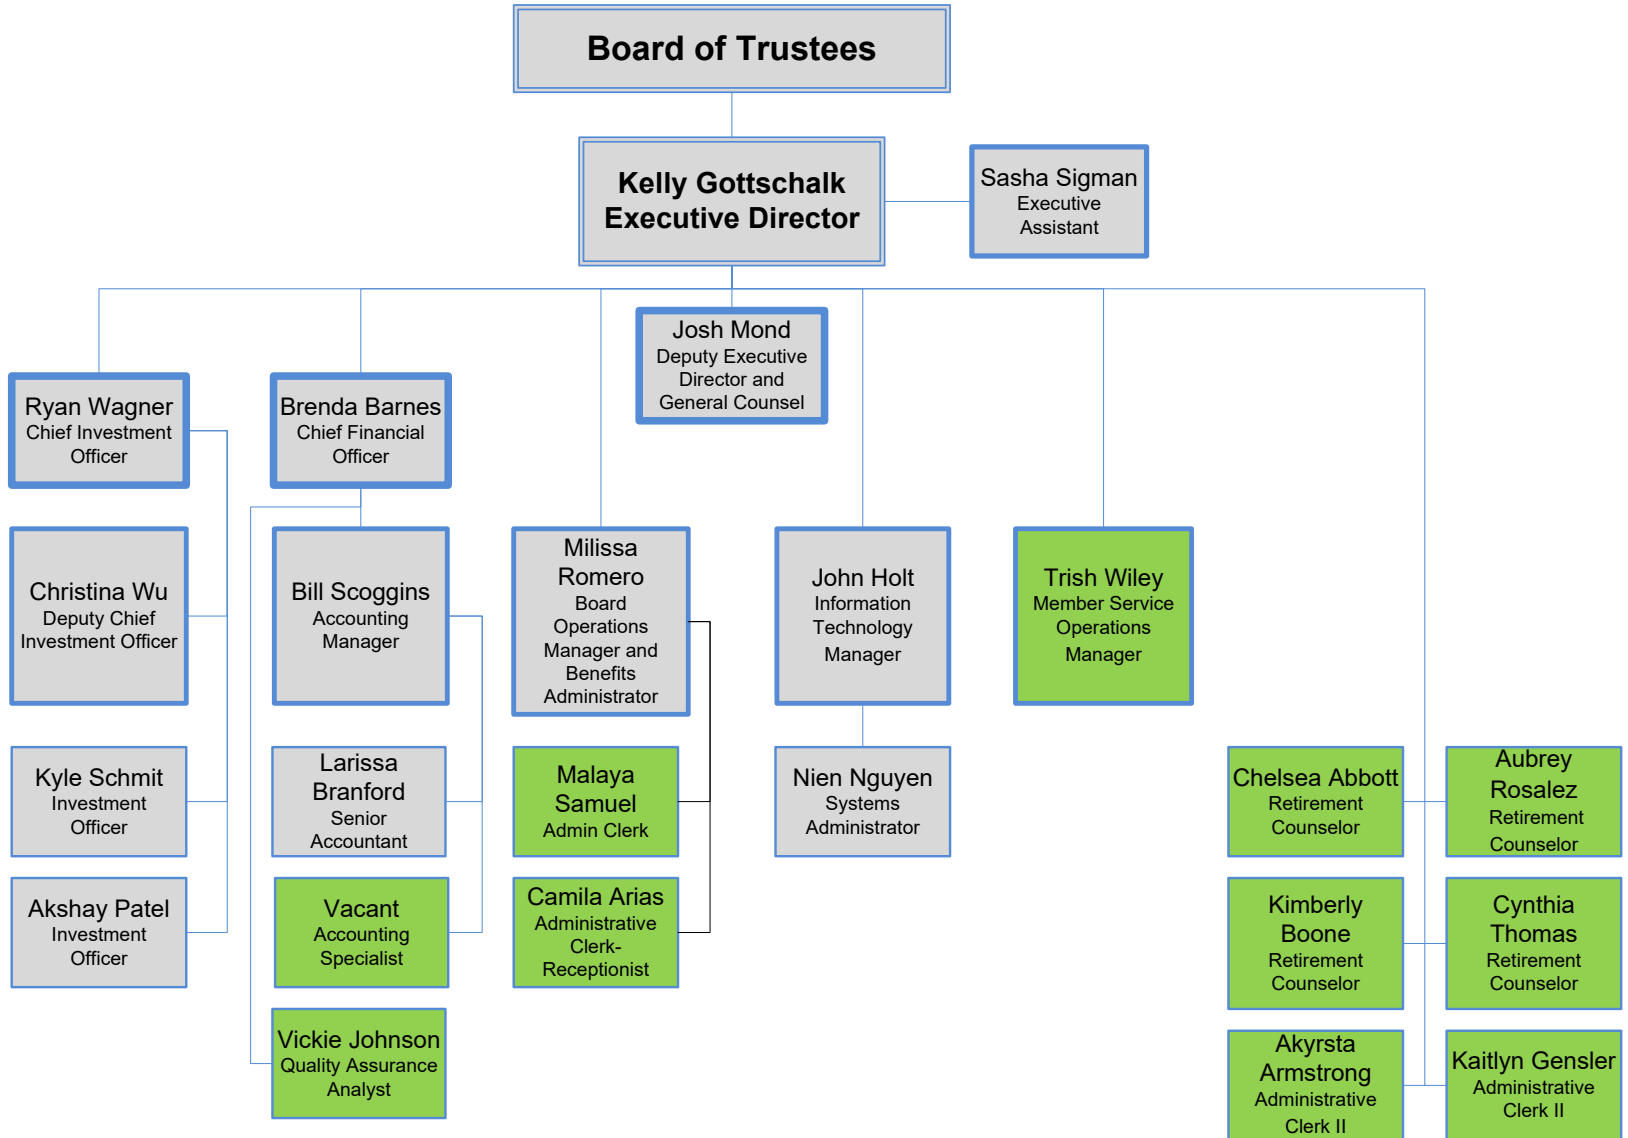 Board of Trustees
Kelly Gottschalk
Executive Director
Sasha Sigman
Executive
Assistant
Josh Mond
Deputy Executive
Director and
General Counsel
Ryan Wagner
Chief Investment
Officer
Brenda Barnes
Chief Financial
Officer
Christina Wu
Deputy Chief
Investment Officer
Bill Scoggins
Accounting
Manager
Milissa
Romero
Board
Operations
Manager and
Benefits
Administrator
John Holt
Information
Technology
Manager
Trish Wiley
Member Service
Operations
Manager
Kyle Schmit
Investment
Officer
Larissa
Branford
Senior
Accountant
Malaya
Samuel
Admin Clerk
Nien Nguyen
Systems
Administrator
Chelsea Abbott
Retirement
Counselor
Aubrey
Rosalez
Retirement
Counselor
Akshay Patel
Investment
Officer
Vacant
Accounting
Specialist
Camila Arias
Administrative
Clerk-
Receptionist
Kimberly
Boone
Retirement
Counselor
Cynthia
Thomas
Retirement
Counselor
Vickie Johnson
Quality Assurance
Analyst
Akyrsta
Armstrong
Administrative
Clerk II
Kaitlyn Gensler
Administrative
Clerk II